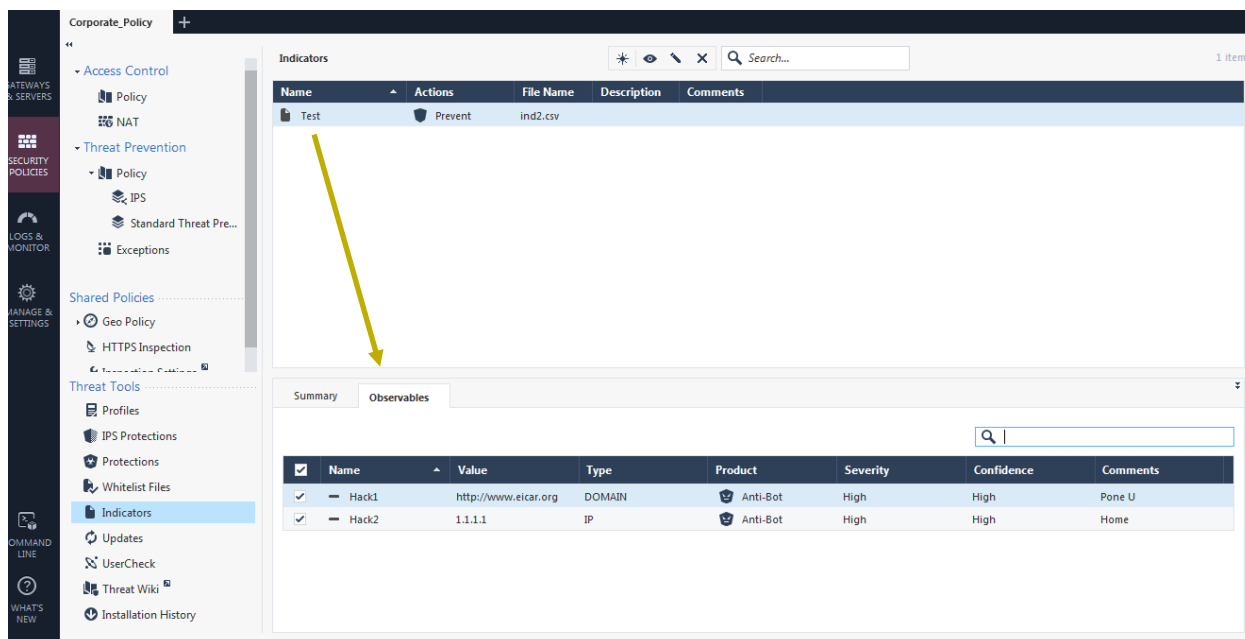 Corporate_Policy +
GATEWAYS
& SERVERS
SECURITY
POLICIES
LOGS &
MONITOR
MANAGE &
SETTINGS
COMMAND
LINE
WHAT'S
NEW
Access Control
Policy
NAT
Threat Prevention
Policy
IPS
Standard Threat Pre...
Exceptions
Shared Policies
Geo Policy
HTTPS Inspection
Inspection Settings
Threat Tools
Profiles
IPS Protections
Protections
Whitelist Files
Indicators
Updates
UserCheck
Threat Wiki
Installation History
Indicators Search... 1 item
Name Actions File Name Description Comments
Test Prevent ind2.csv
Summary Observables
Name Value Type Product Severity Confidence Comments
Hack1 http://www.eicar.org DOMAIN Anti-Bot High High Pone U
Hack2 1.1.1.1 IP Anti-Bot High High Home